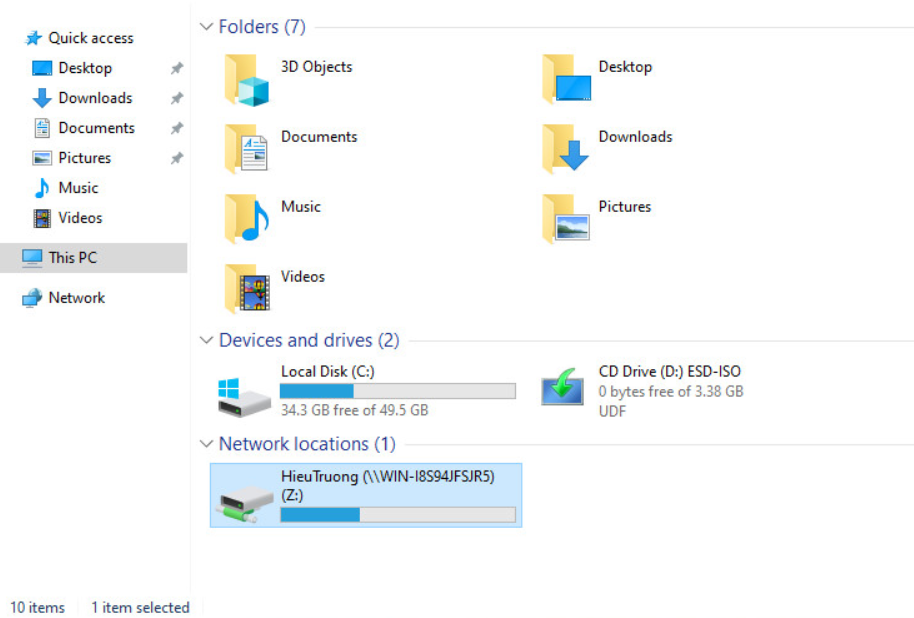 Quick access
Desktop
Downloads
Documents
Pictures
Music
Videos
This PC
Network
Folders (7)
3D Objects
Desktop
Documents
Downloads
Music
Pictures
Videos
Devices and drives (2)
Local Disk (C:)
34.3 GB free of 49.5 GB
CD Drive (D:) ESD-ISO
0 bytes free of 3.38 GB
UDF
Network locations (1)
HieuTruong (\\WIN-I8S94JFSJR5)
(Z:)
10 items 1 item selected